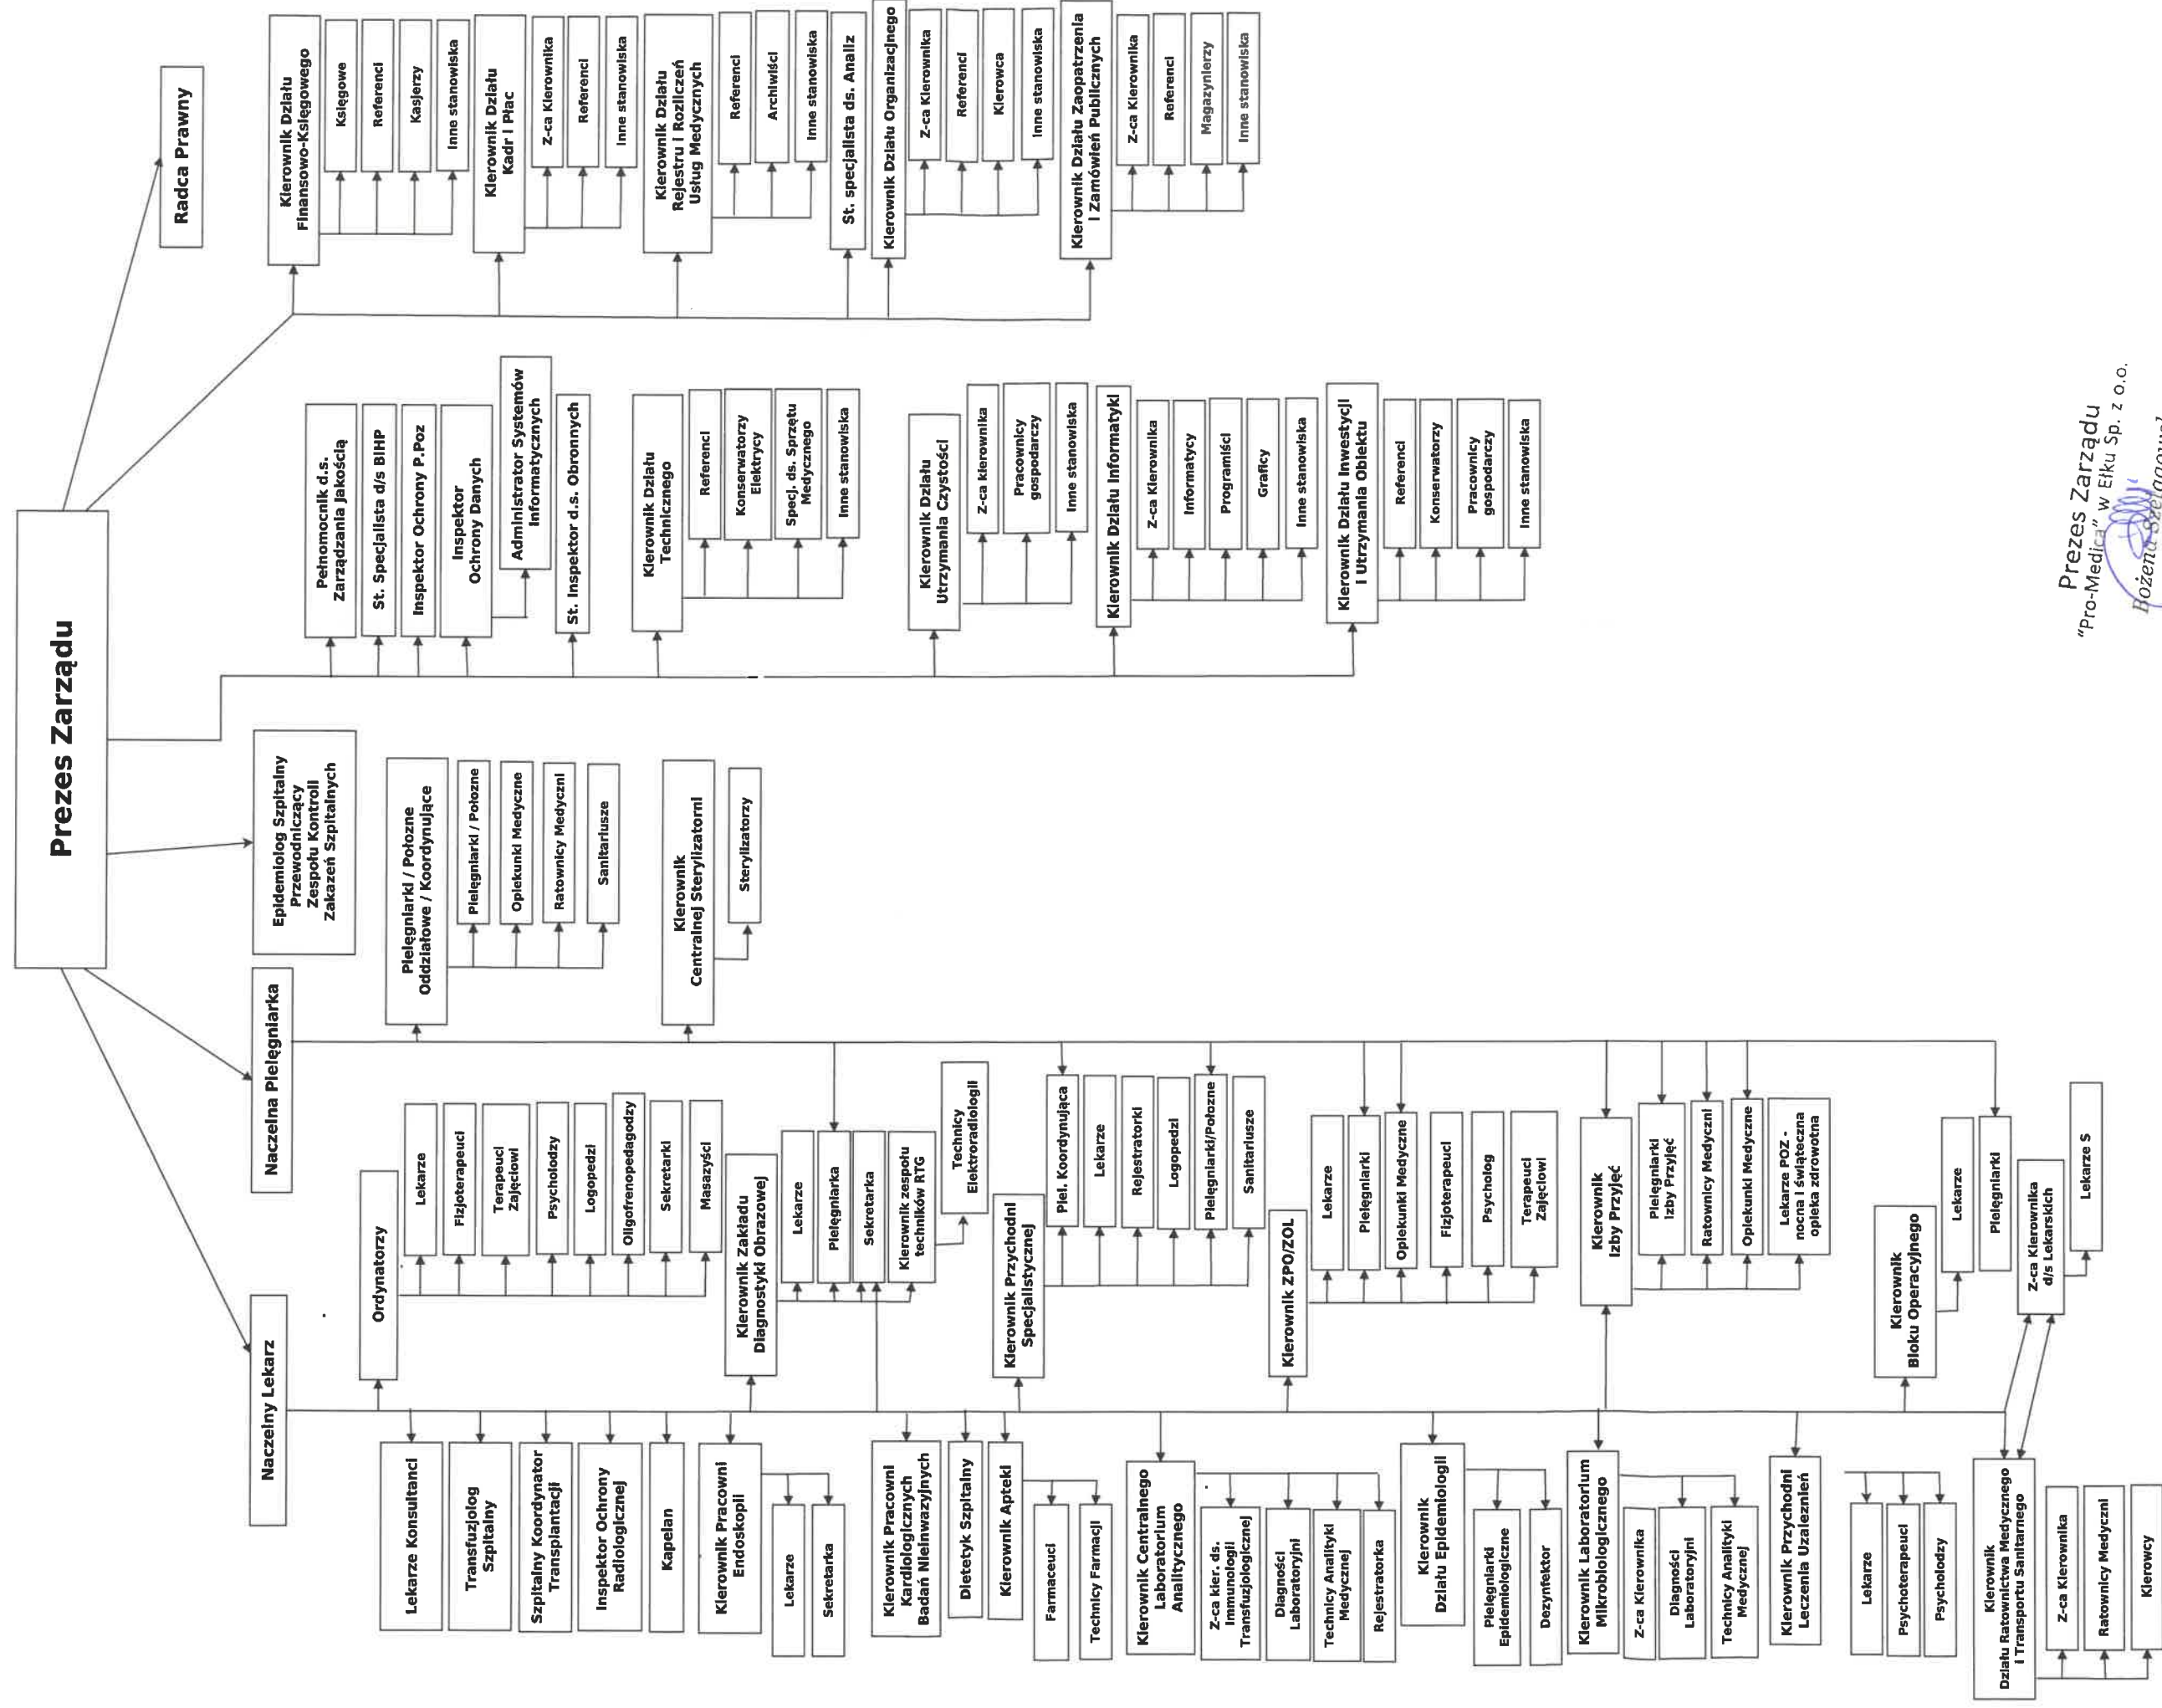 Prezes Zarządu
Naczelny Lekarz
Naczelna Pielęgniarka
Epidemiolog Szpitalny
Przewodniczący
Zespołu Kontroli
Zakażeń Szpitalnych
Radca Prawny
Lekarze Konsultanci
Transfuzjolog
Szpitalny
Szpitalny Koordynator
Transplantacji
Inspektor Ochrony
Radiologicznej
Kapelan
Kierownik Pracowni
Endoskopii
Lekarze
Sekretarka
Kierownik Pracowni
Kardiologicznych
Badań Nieinwazyjnych
Dietetyk Szpitalny
Kierownik Apteki
Farmaceuci
Technicy Farmacji
Kierownik Centralnego
Laboratorium
Analitycznego
Z-ca kier. ds.
Immunologii
Transfuzjologicznej
Diagności
Laboratoryjni
Technicy Analityki
Medycznej
Rejestratorka
Kierownik
Działu Epidemiologii
Pielęgniarki
Epidemiologiczne
Dezynfektor
Kierownik Laboratorium
Mikrobiologicznego
Z-ca Kierownika
Diagności
Laboratoryjni
Technicy Analityki
Medycznej
Kierownik Przychodni
Leczenia Uzależnień
Lekarze
Psychoterapeuci
Psycholodzy
Kierownik
Działu Ratownictwa Medycznego
i Transportu Sanitarnego
Z-ca Kierownika
Ratownicy Medyczni
Kierowcy
Ordynatorzy
Lekarze
Fizjoterapeuci
Terapeuci
Zajęciowi
Psycholodzy
Logopedzi
Oligofrenopedagodzy
Sekretarki
Masażyści
Kierownik Zakładu
Diagnostyki Obrazowej
Lekarze
Pielęgniarka
Sekretarka
Kierownik zespołu
techników RTG
Technicy
Elektroradiologii
Kierownik Przychodni
Specjalistycznej
Piel. Koordynująca
Lekarze
Rejestratorki
Logopedzi
Pielęgniarki/Położne
Sanitariusze
Kierownik ZPO/ZOL
Lekarze
Pielęgniarki
Opiekunki Medyczne
Fizjoterapeuci
Psycholog
Terapeuci
Zajęciowi
Kierownik
Izby Przyjęć
Pielęgniarki
Izby Przyjęć
Ratownicy Medyczni
Opiekunki Medyczne
Lekarze POZ -
nocna i świąteczna
opieka zdrowotna
Kierownik
Bloku Operacyjnego
Lekarze
Pielęgniarki
Z-ca Kierownika
d/s Lekarskich
Lekarze S
Pielęgniarki / Położne
Oddziałowe / Koordynujące
Pielęgniarki / Położne
Opiekunki Medyczne
Ratownicy Medyczni
Sanitariusze
Kierownik
Centralnej Sterylizatorni
Sterylizatorzy
Pełnomocnik d.s.
Zarządzania Jakością
St. Specjalista d/s BIHP
Inspektor Ochrony P.Poż
Inspektor
Ochrony Danych
Administrator Systemów
Informatycznych
St. Inspektor d.s. Obronnych
Kierownik Działu
Technicznego
Referenci
Konserwatorzy
Elektrycy
Specj. ds. Sprzętu
Medycznego
Inne stanowiska
Kierownik Działu
Utrzymania Czystości
Z-ca kierownika
Pracownicy
gospodarczy
Inne stanowiska
Kierownik Działu Informatyki
Z-ca Kierownika
Informatycy
Programiści
Graficy
Inne stanowiska
Kierownik Działu Inwestycji
i Utrzymania Obiektu
Referenci
Konserwatorzy
Pracownicy
gospodarczy
Inne stanowiska
Kierownik Działu
Finansowo-Księgowego
Księgowe
Referenci
Kasjerzy
Inne stanowiska
Kierownik Działu
Kadr i Płac
Z-ca Kierownika
Referenci
Inne stanowiska
Kierownik Działu
Rejestru i Rozliczeń
Usług Medycznych
Referenci
Archiwiści
Inne stanowiska
St. specjalista ds. Analiz
Kierownik Działu Organizacjnego
Z-ca Kierownika
Referenci
Kierowca
Inne stanowiska
Kierownik Działu Zaopatrzenia
i Zamówień Publicznych
Z-ca Kierownika
Referenci
Magazynierzy
Inne stanowiska
Prezes Zarządu
"Pro-Medica" w Ełku Sp. z o.o.
Bożena